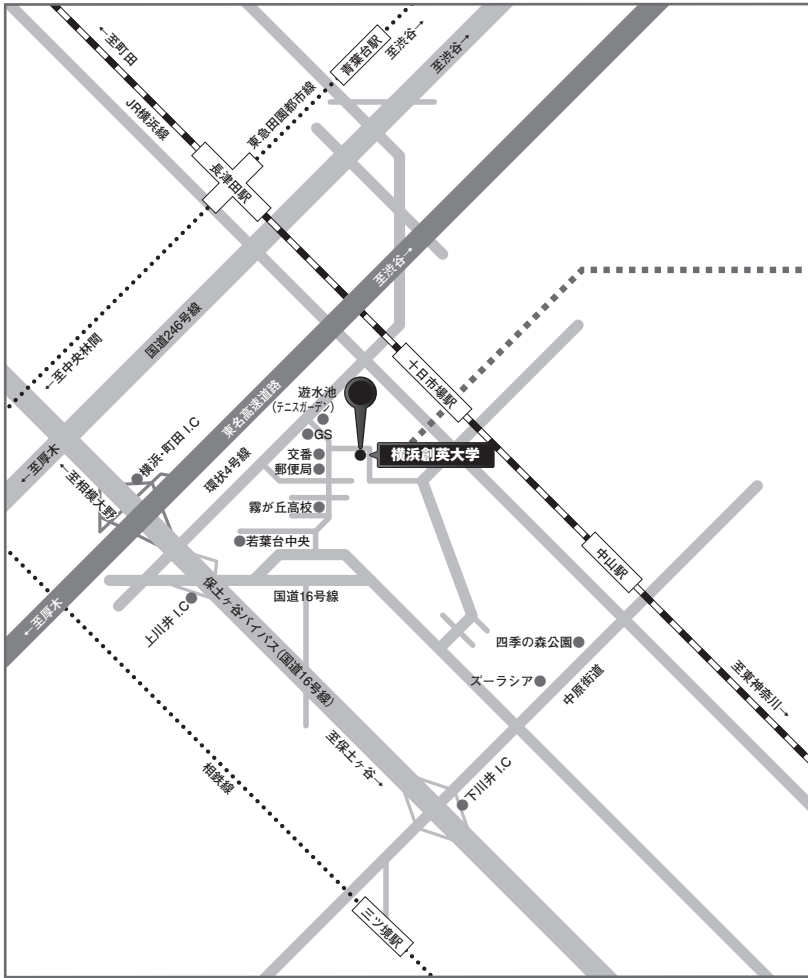 ←至町田
JR横浜線
東急田園都市線
青葉台駅
至渋谷→
至渋谷→
長津田駅
至渋谷→
←至中央林間
国道246号線
東名高速道路
十日市場駅
遊水池
(テニスガーデン)
GS
横浜創英大学
交番
郵便局
環状4号線
←至厚木
横浜・町田 I.C
←至相模大野
霧が丘高校
若葉台中央
中山駅
国道16号線
←至厚木
上川井 I.C
保土ヶ谷バイパス(国道16号線)
四季の森公園
ズーラシア
中原街道
至東神奈川→
至保土ヶ谷→
相鉄線
下川井 I.C
三ツ境駅